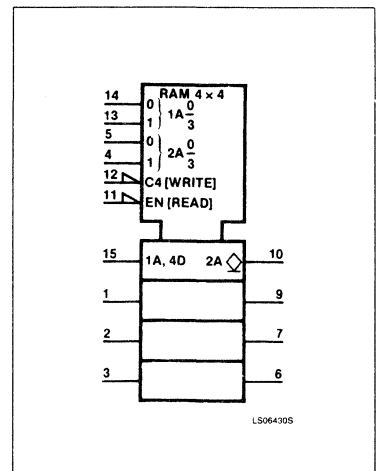 RAM 4 × 4
14 0
13 1 1A 0/3
5 0
4 1 2A 0/3
12 C4 [WRITE]
11 EN [READ]
15 1A, 4D 2A 10
1 9
2 7
3 6
LS06430S